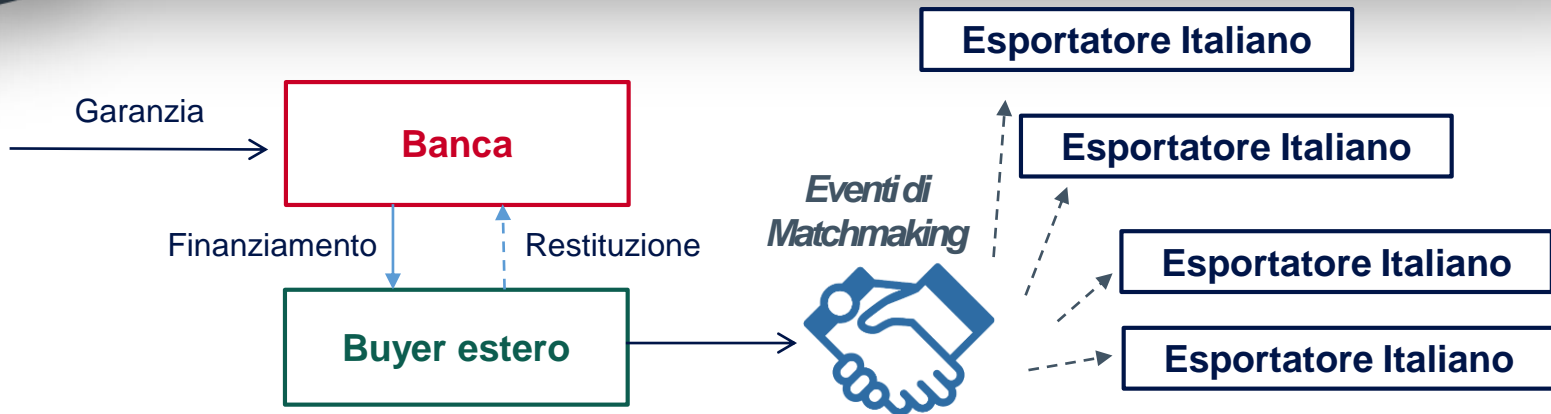 Esportatore Italiano
Garanzia
Banca
Esportatore Italiano
Eventi di
Matchmaking
Finanziamento
Restituzione
Esportatore Italiano
Buyer estero
Esportatore Italiano